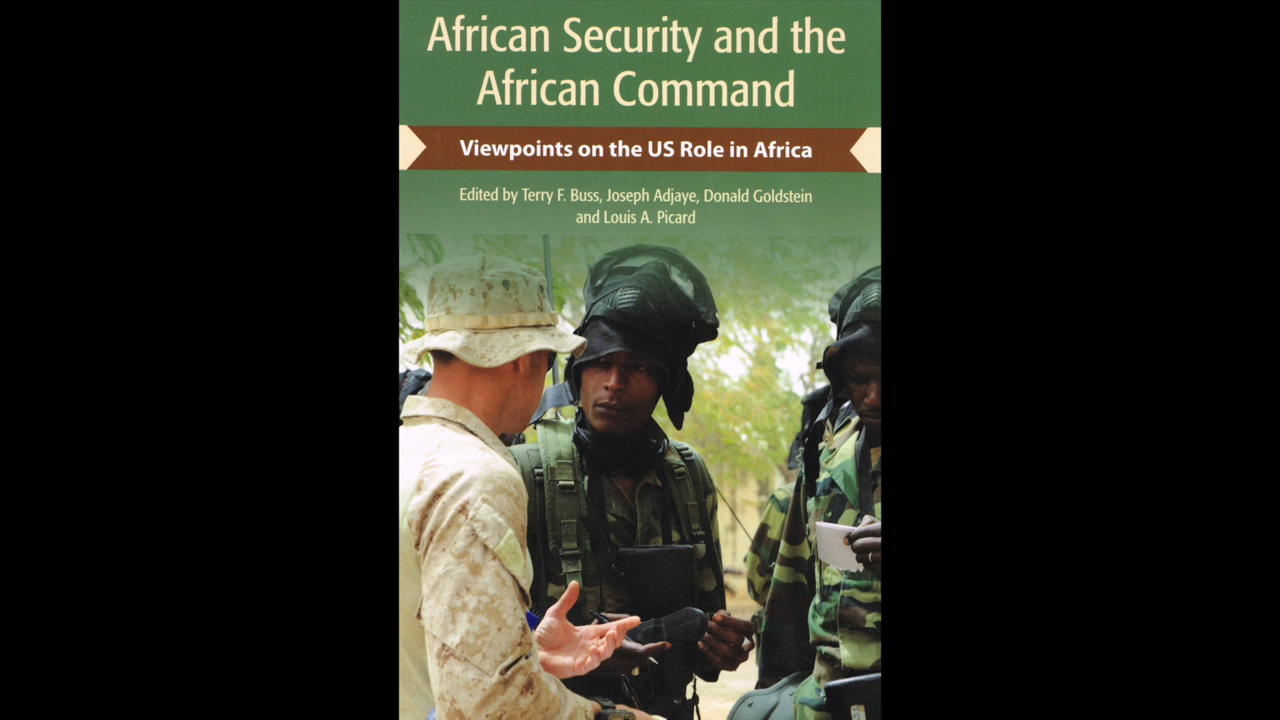 African Security and the
African Command
Viewpoints on the US Role in Africa
Edited by Terry F. Buss, Joseph Adjaye, Donald Goldstein
and Louis A. Picard